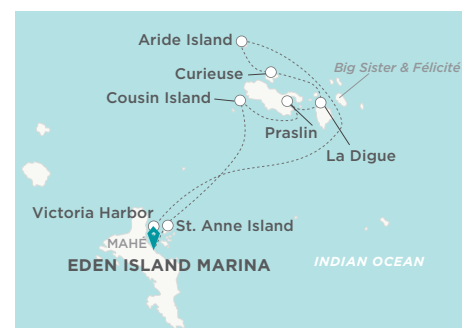 Aride Island
Big Sister & Félicité
Curieuse
Cousin Island
Praslin
La Digue
Victoria Harbor
St. Anne Island
MAHÉ
EDEN ISLAND MARINA
INDIAN OCEAN